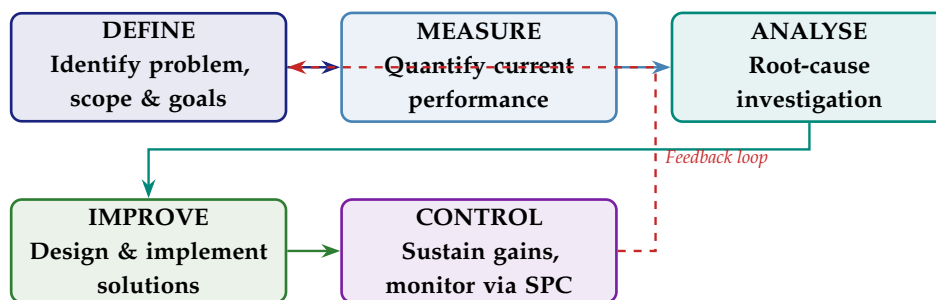 DEFINE
Identify problem,
scope & goals
MEASURE
Quantify current
performance
ANALYSE
Root-cause
investigation
Feedback loop
IMPROVE
Design & implement
solutions
CONTROL
Sustain gains,
monitor via SPC